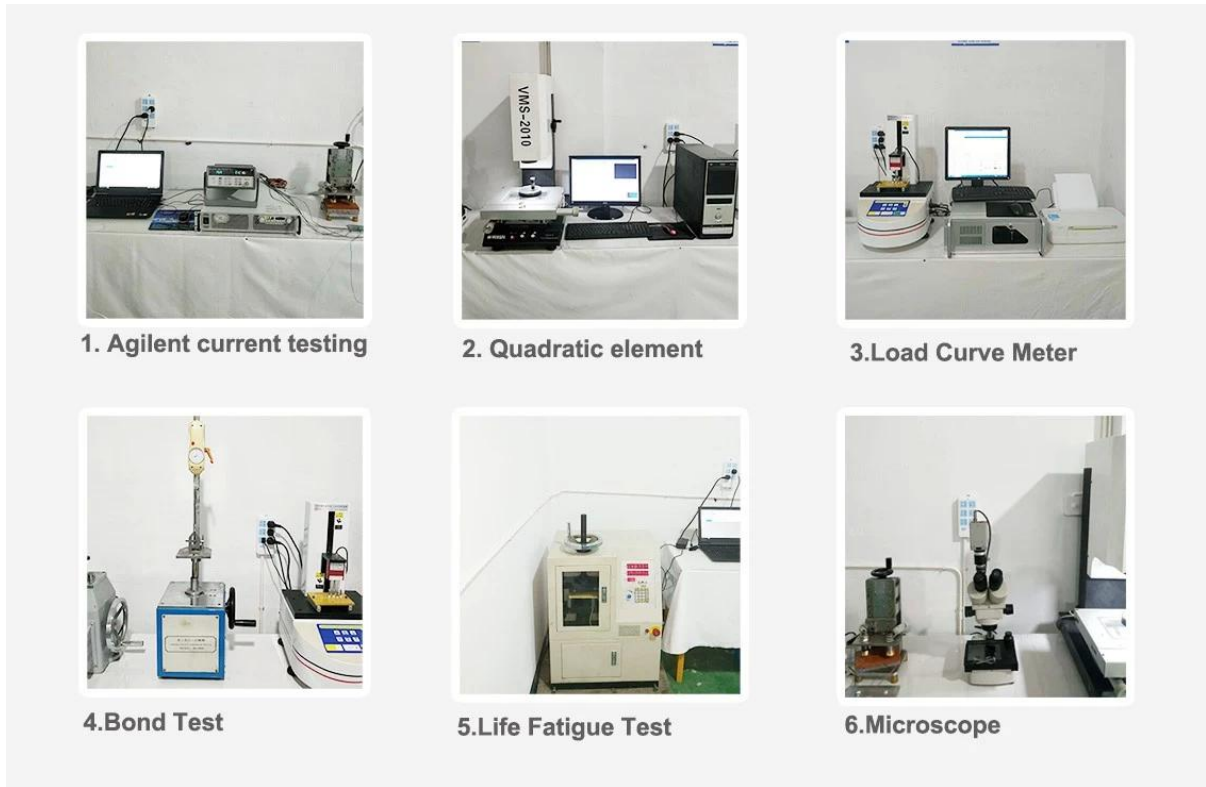 VMS-2010
1. Agilent current testing
2. Quadratic element
3.Load Curve Meter
4.Bond Test
5.Life Fatigue Test
6.Microscope